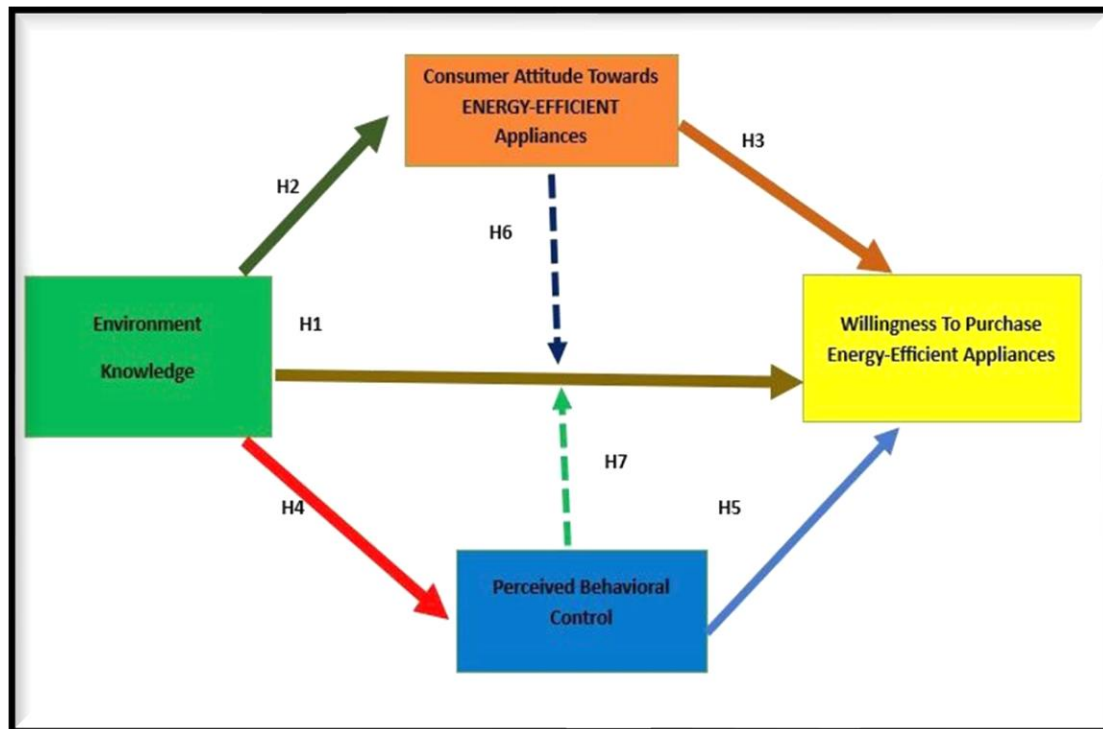 Consumer Attitude Towards
ENERGY-EFFICIENT
Appliances
H3
H2
H6
Environment
Knowledge
H1
Willingness To Purchase
Energy-Efficient Appliances
H7
H4
H5
Perceived Behavioral
Control